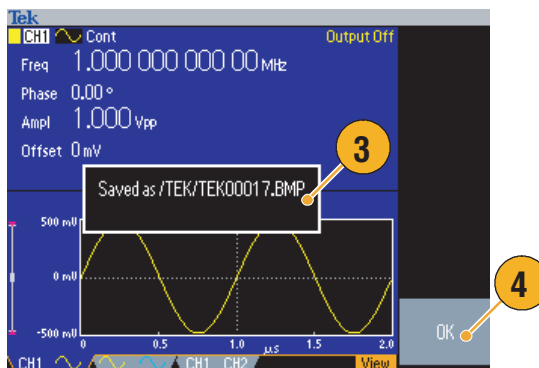 Tek
CH1 Cont Output Off
Freq 1.000 000 000 00 MHz
Phase 0.00 °
Ampl 1.000 Vpp
Offset 0 mV
3
Saved as /TEK/TEK00017.BMP
500 mV
0 mV
-500 mV
0 0.5 1.0 µs 1.5 2.0
4
OK
CH1 CH1 CH2 View